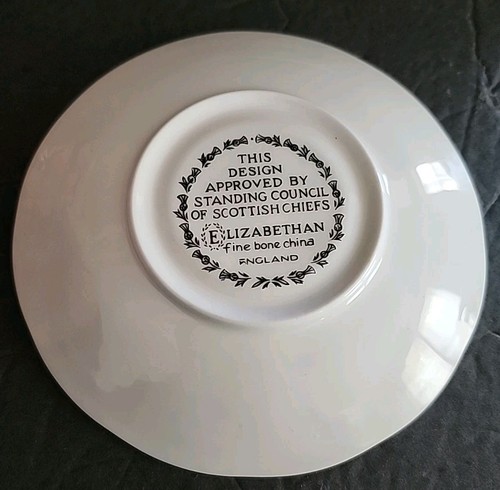 THIS
DESIGN
APPROVED BY
STANDING COUNCIL
OF SCOTTISH CHIEFS
ELIZABETHAN
fine bone china
ENGLAND